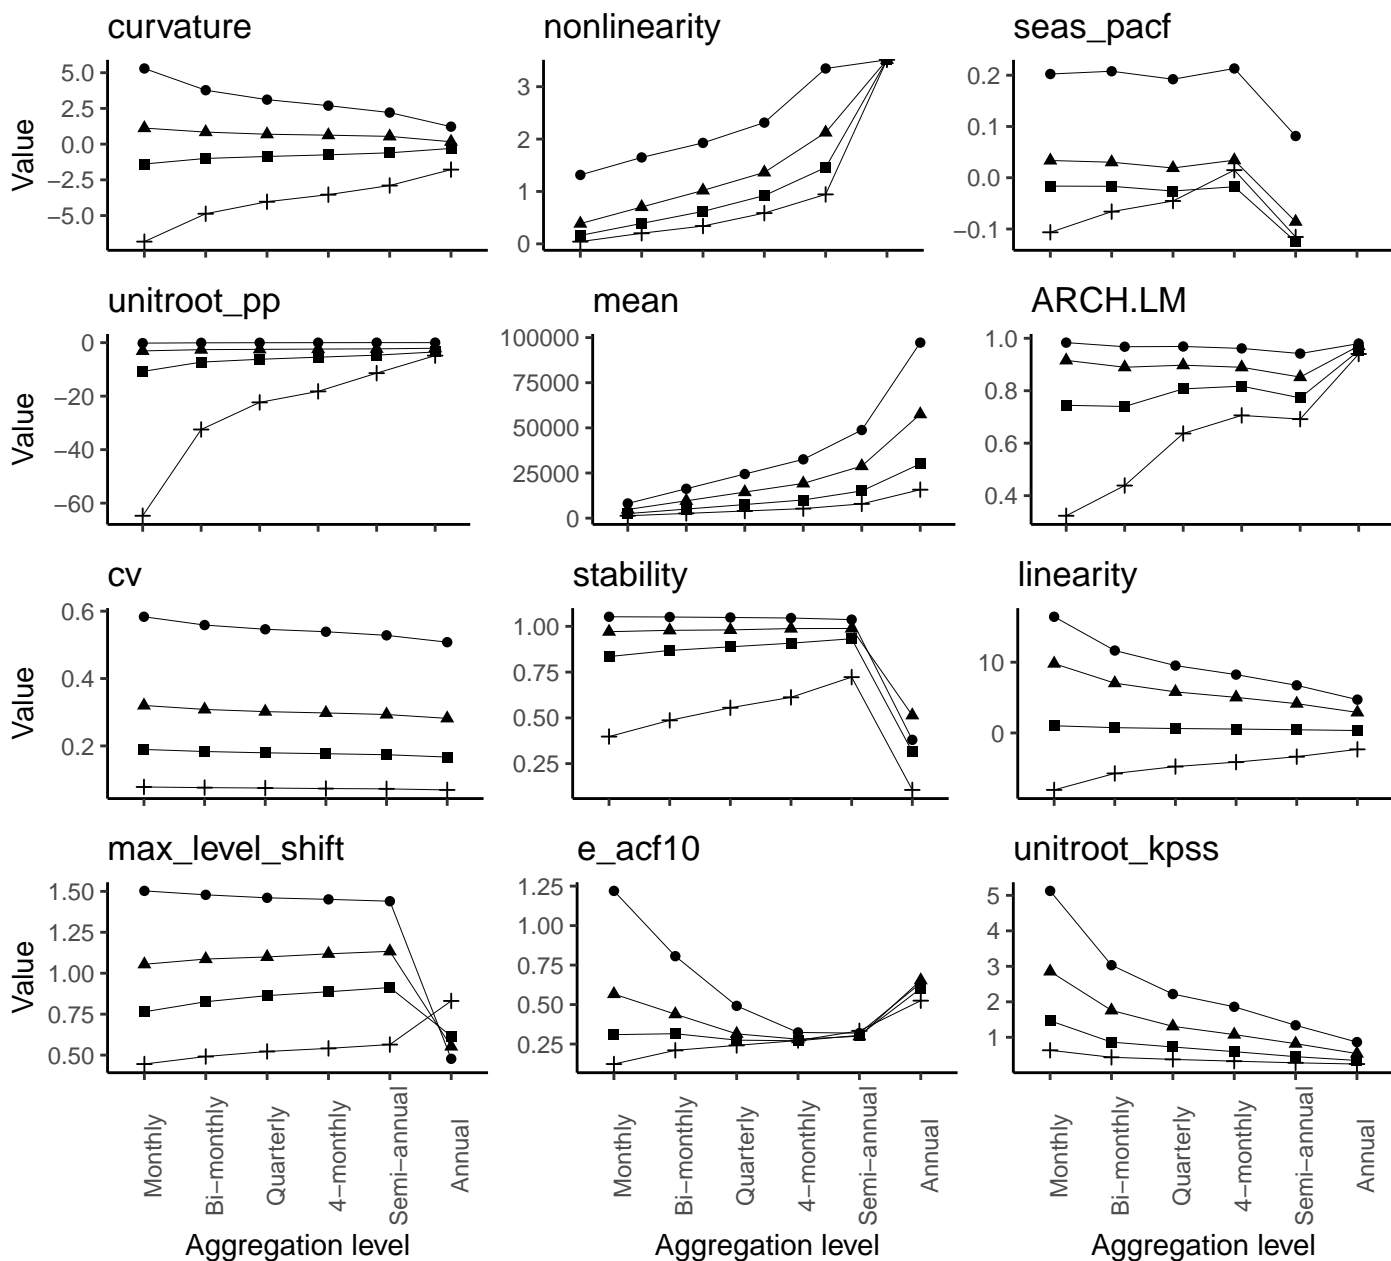 curvature
nonlinearity
seas_pacf
Value
5.0
2.5
0.0
−2.5
−5.0
3
2
1
0
0.2
0.1
0.0
−0.1
unitroot_pp
mean
ARCH.LM
Value
0
−20
−40
−60
100000
75000
50000
25000
0
1.0
0.8
0.6
0.4
cv
stability
linearity
Value
0.6
0.4
0.2
1.00
0.75
0.50
0.25
10
0
max_level_shift
e_acf10
unitroot_kpss
Value
1.50
1.25
1.00
0.75
0.50
1.25
1.00
0.75
0.50
0.25
5
4
3
2
1
Monthly
Bi−monthly
Quarterly
4−monthly
Semi−annual
Annual
Monthly
Bi−monthly
Quarterly
4−monthly
Semi−annual
Annual
Monthly
Bi−monthly
Quarterly
4−monthly
Semi−annual
Annual
Aggregation level
Aggregation level
Aggregation level